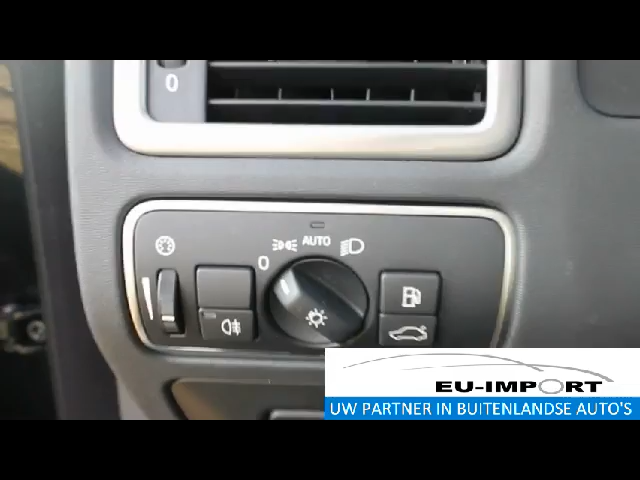 0
AUTO
0
EU-IMPORT
UW PARTNER IN BUITENLANDSE AUTO'S